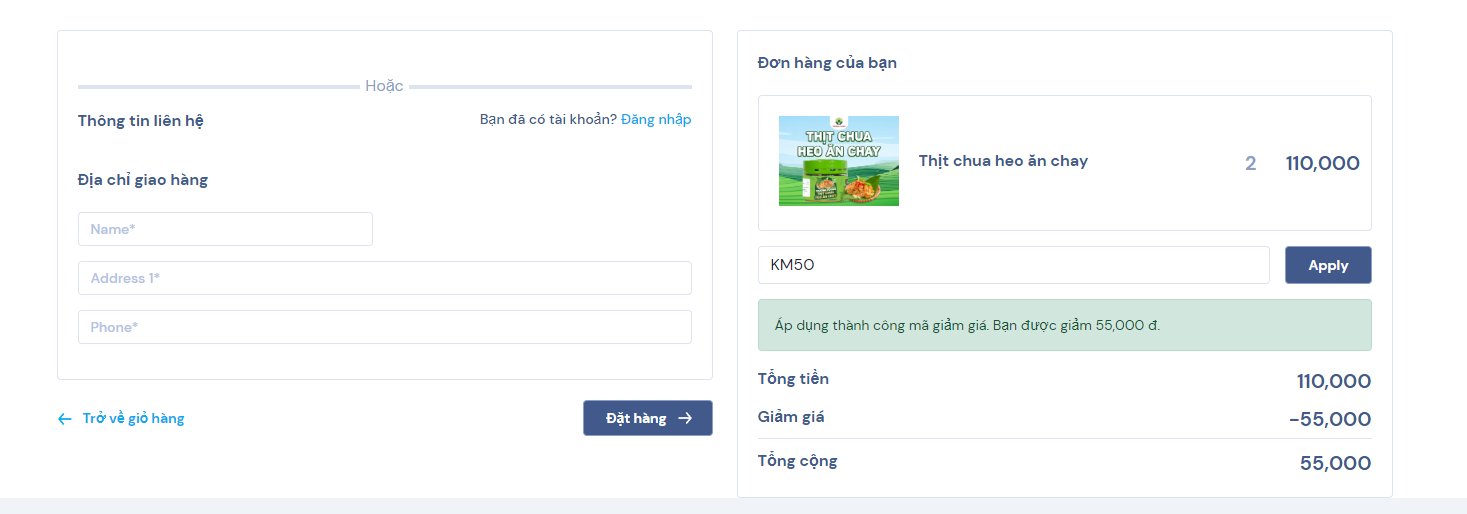 Hoặc
Thông tin liên hệ
Bạn đã có tài khoản? Đăng nhập
Địa chỉ giao hàng
Name*
Address 1*
Phone*
← Trở về giỏ hàng
Đặt hàng →
Đơn hàng của bạn
THỊT CHUA
HEO ĂN CHAY
Thịt chua heo ăn chay
2
110,000
KM50
Apply
Áp dụng thành công mã giảm giá. Bạn được giảm 55,000 đ.
Tổng tiền 110,000
Giảm giá -55,000
Tổng cộng 55,000